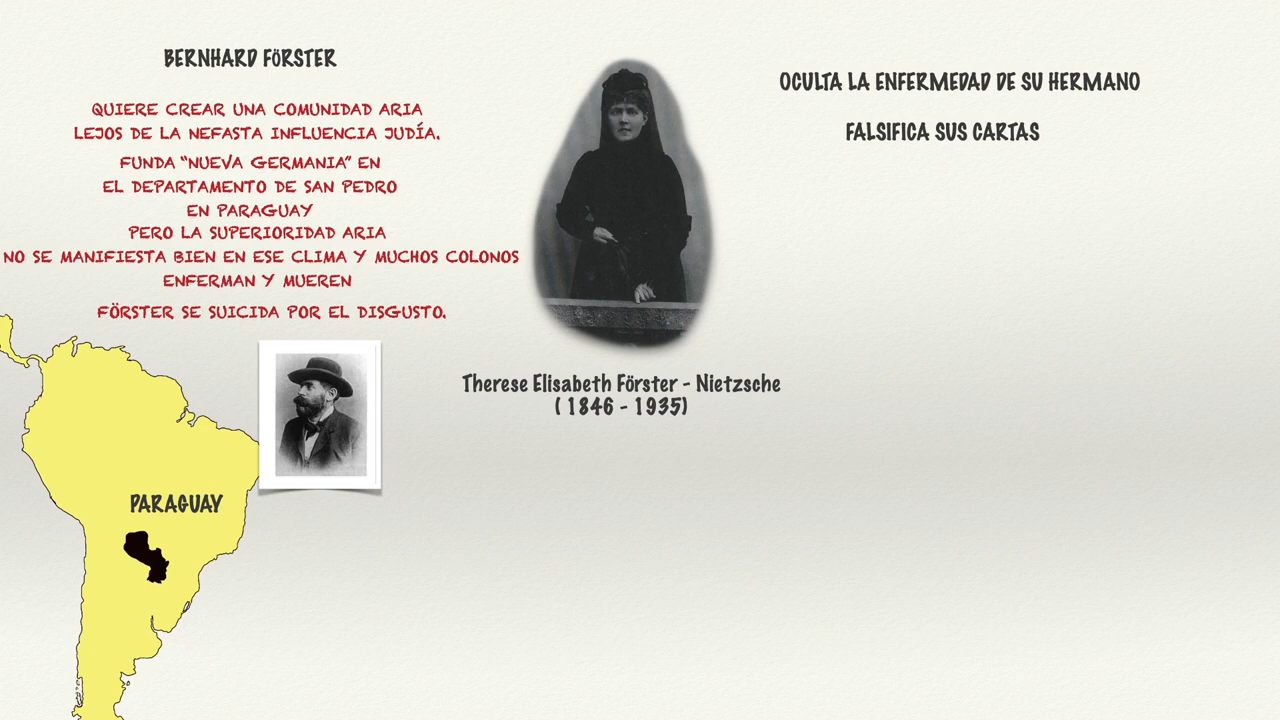 BERNHARD FÖRSTER
QUIERE CREAR UNA COMUNIDAD ARIA
LEJOS DE LA NEFASTA INFLUENCIA JUDÍA.
FUNDA "NUEVA GERMANIA" EN
EL DEPARTAMENTO DE SAN PEDRO
EN PARAGUAY
PERO LA SUPERIORIDAD ARIA
NO SE MANIFIESTA BIEN EN ESE CLIMA Y MUCHOS COLONOS
ENFERMAN Y MUEREN
FÖRSTER SE SUICIDA POR EL DISGUSTO.
PARAGUAY
Therese Elisabeth Förster - Nietzsche
( 1846 - 1935)
OCULTA LA ENFERMEDAD DE SU HERMANO
FALSIFICA SUS CARTAS